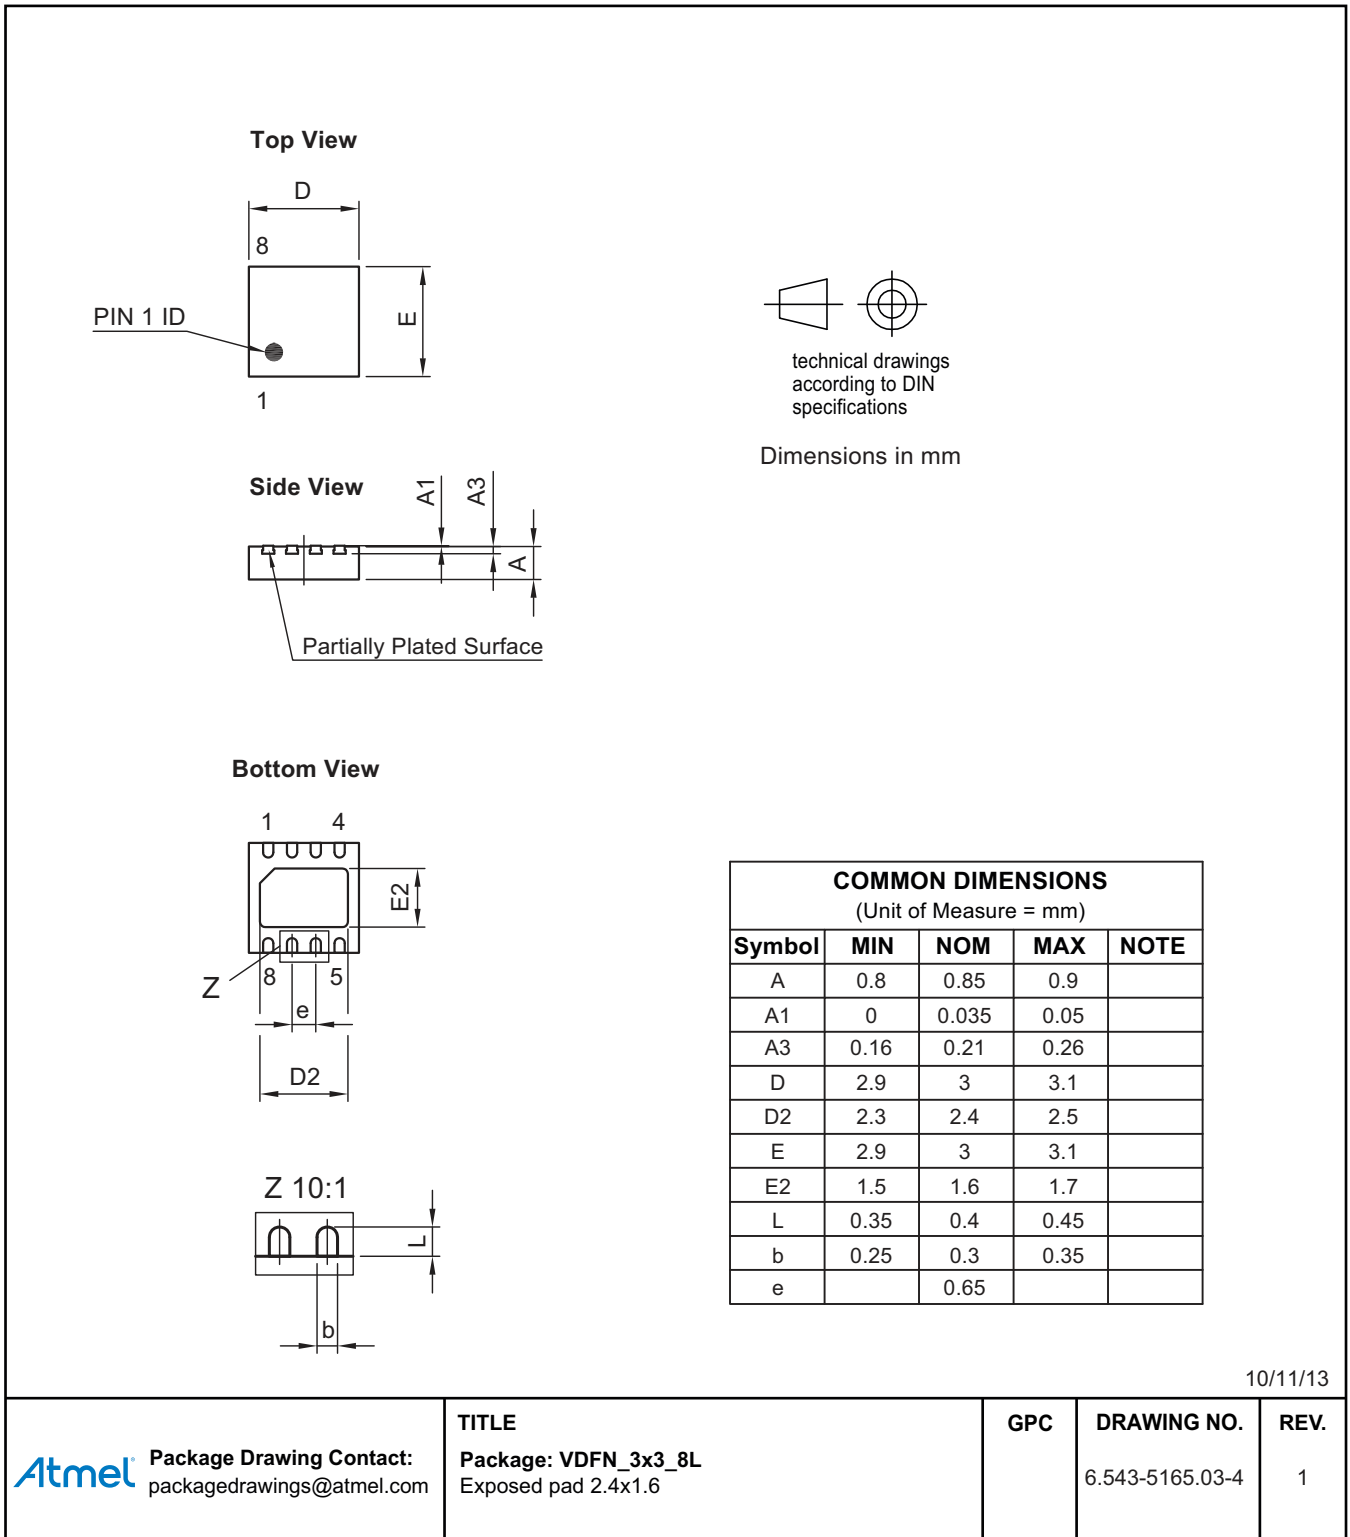 Top View
D
8
PIN 1 ID
E
1
technical drawings
according to DIN
specifications
Dimensions in mm
Side View
A1
A3
A
Partially Plated Surface
Bottom View
1 4
E2
Z
8 5
e
D2
Z 10:1
L
b
COMMON DIMENSIONS
(Unit of Measure = mm)
Symbol MIN NOM MAX NOTE
A 0.8 0.85 0.9
A1 0 0.035 0.05
A3 0.16 0.21 0.26
D 2.9 3 3.1
D2 2.3 2.4 2.5
E 2.9 3 3.1
E2 1.5 1.6 1.7
L 0.35 0.4 0.45
b 0.25 0.3 0.35
e 0.65
10/11/13
Atmel
Package Drawing Contact:
packagedrawings@atmel.com
TITLE
Package: VDFN_3x3_8L
Exposed pad 2.4x1.6
GPC
DRAWING NO.
6.543-5165.03-4
REV.
1